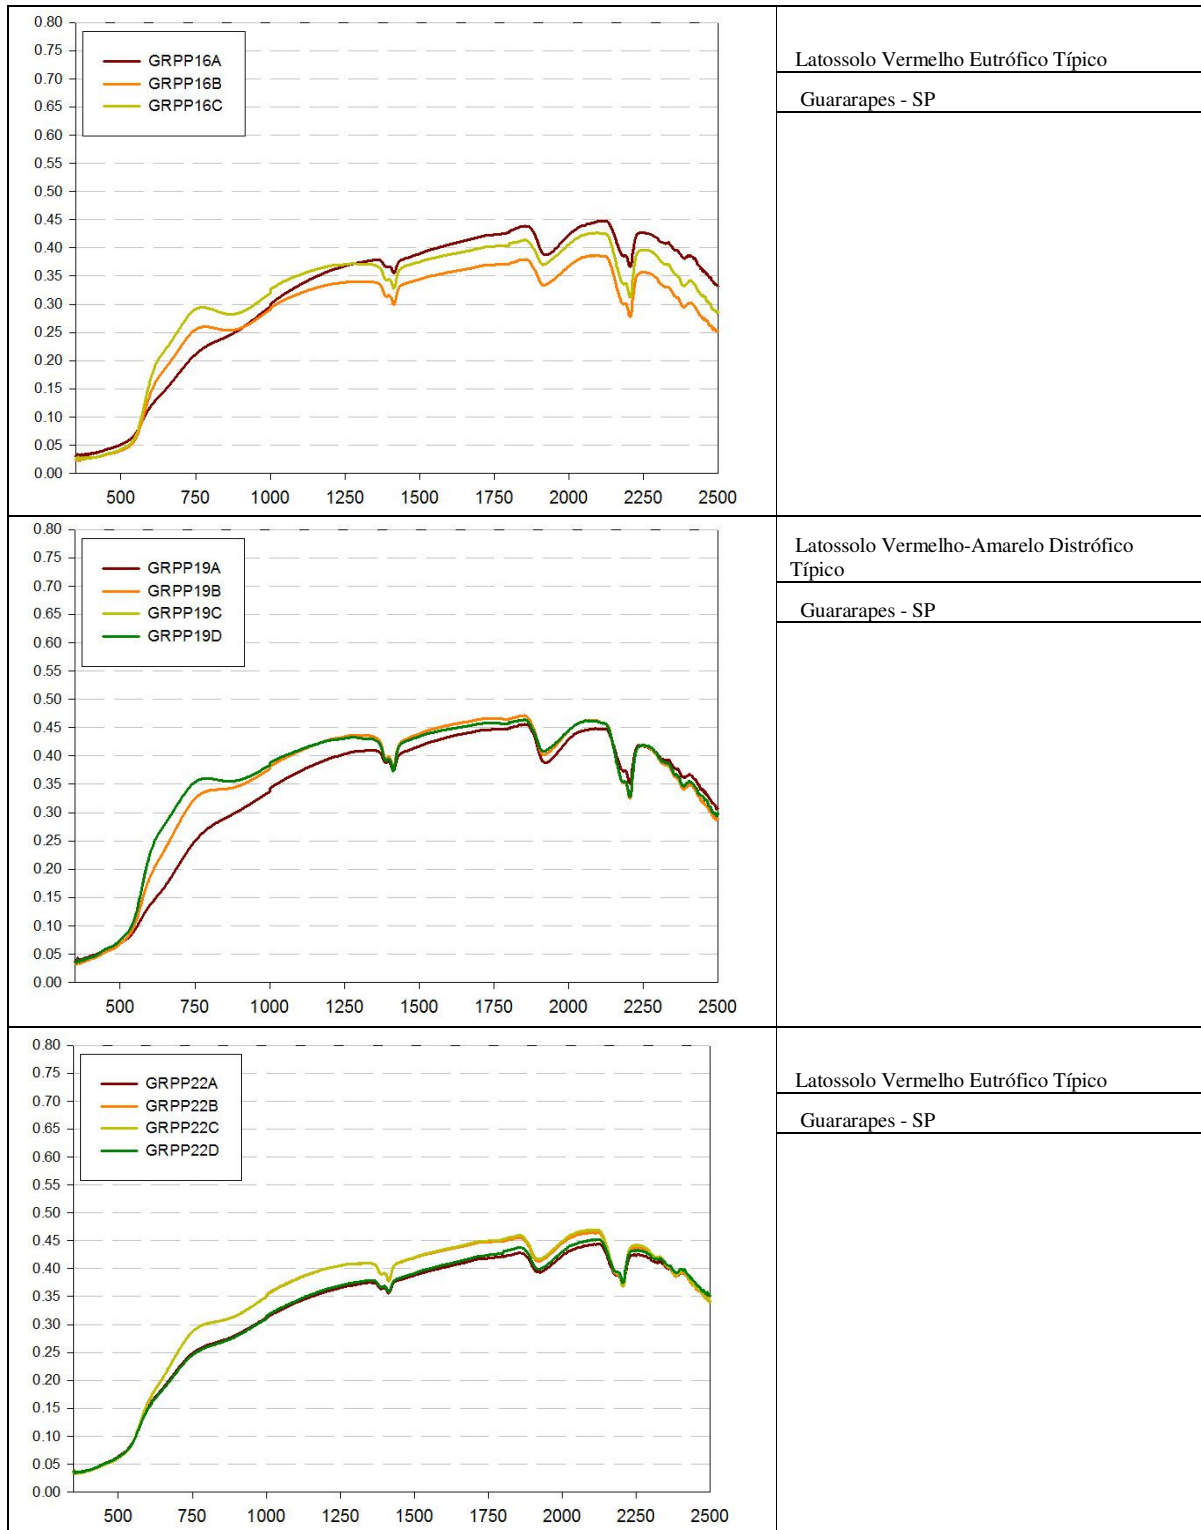 0.80
0.75
0.70
0.65
0.60
0.55
0.50
0.45
0.40
0.35
0.30
0.25
0.20
0.15
0.10
0.05
0.00
GRPP16A
GRPP16B
GRPP16C
500 750 1000 1250 1500 1750 2000 2250 2500
Latossolo Vermelho Eutrófico Típico
Guararapes - SP
0.80
0.75
0.70
0.65
0.60
0.55
0.50
0.45
0.40
0.35
0.30
0.25
0.20
0.15
0.10
0.05
0.00
GRPP19A
GRPP19B
GRPP19C
GRPP19D
500 750 1000 1250 1500 1750 2000 2250 2500
Latossolo Vermelho-Amarelo Distrófico
Típico
Guararapes - SP
0.80
0.75
0.70
0.65
0.60
0.55
0.50
0.45
0.40
0.35
0.30
0.25
0.20
0.15
0.10
0.05
0.00
GRPP22A
GRPP22B
GRPP22C
GRPP22D
500 750 1000 1250 1500 1750 2000 2250 2500
Latossolo Vermelho Eutrófico Típico
Guararapes - SP